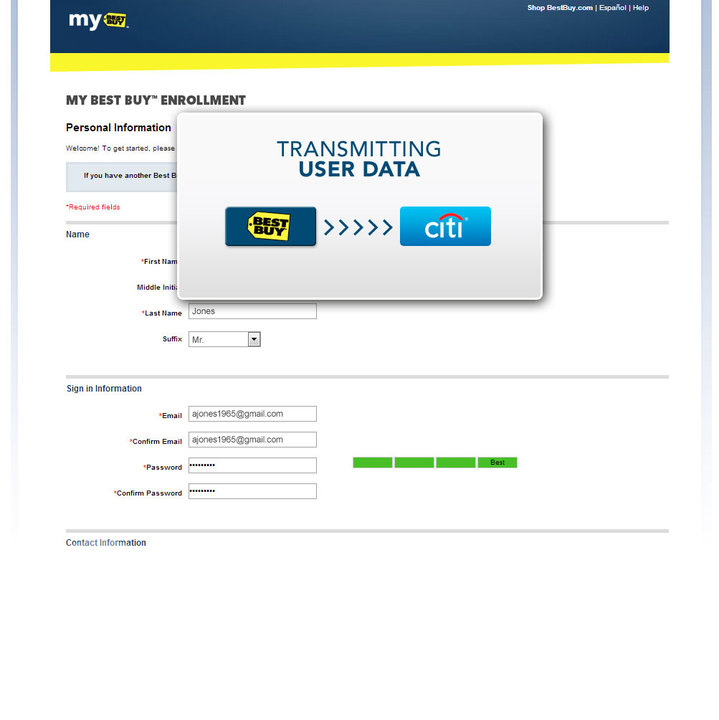 my BEST BUY™
Shop BestBuy.com | Español | Help
MY BEST BUY™ ENROLLMENT
Personal Information
Welcome! To get started, please
If you have another Best B
*Required fields
TRANSMITTING
USER DATA
BEST
BUY
citi®
Name
*First Nam
Middle Initia
*Last Name Jones
Suffix Mr.
Sign in Information
*Email ajones1965@gmail.com
*Confirm Email ajones1965@gmail.com
*Password •••••••••
Best
*Confirm Password •••••••••
Contact Information